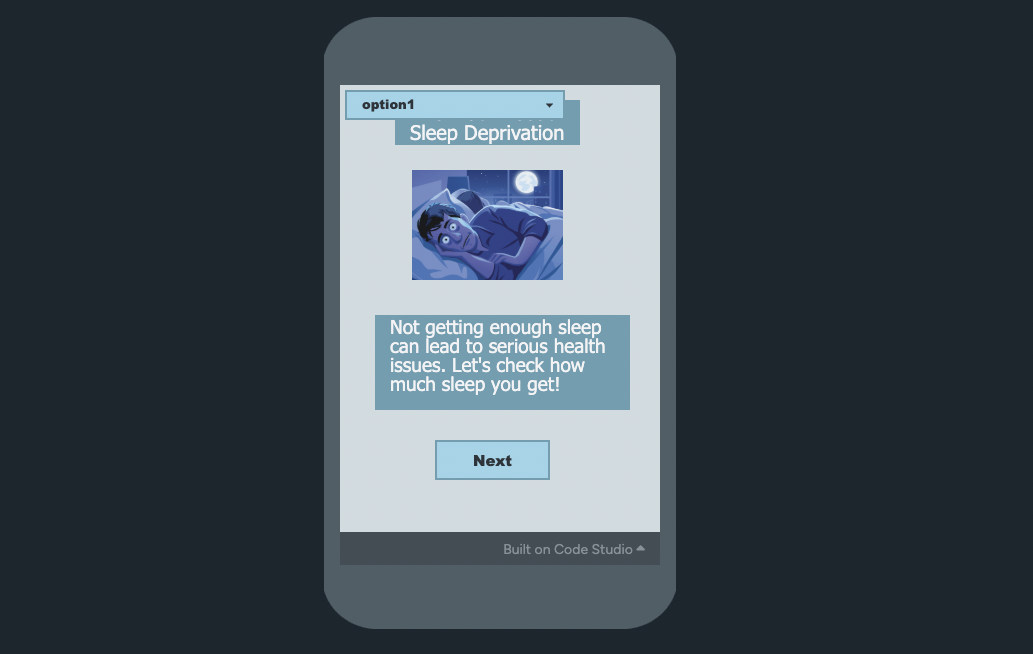 option1
Sleep Deprivation
Not getting enough sleep
can lead to serious health
issues. Let's check how
much sleep you get!
Next
Built on Code Studio